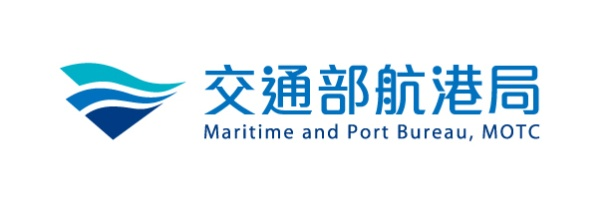 交通部航港局
Maritime and Port Bureau, MOTC